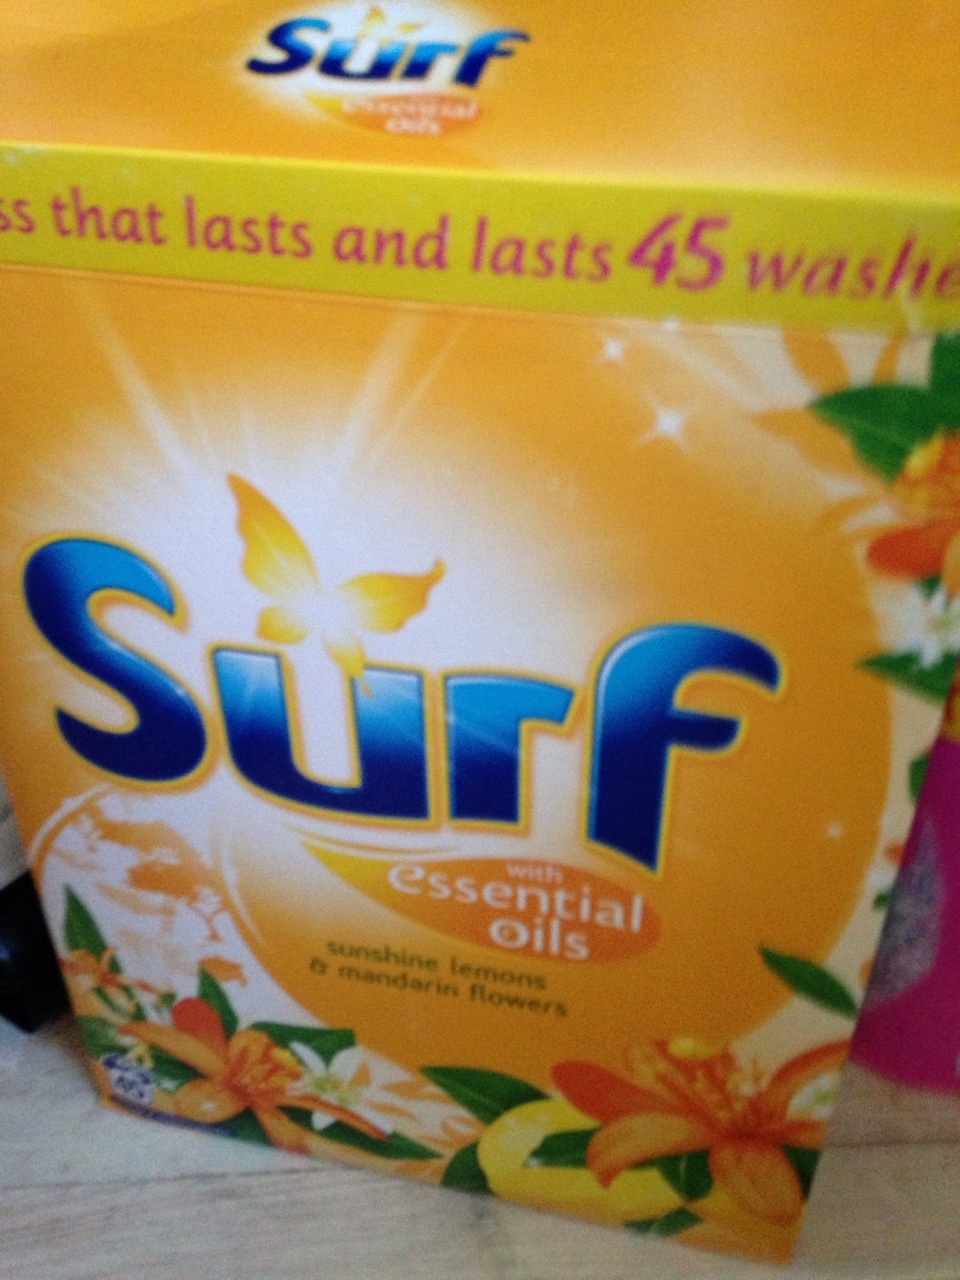 Surf
essential
oils
ss that lasts and lasts 45 washe
Surf
with
essential
oils
sunshine lemons
& mandarin flowers